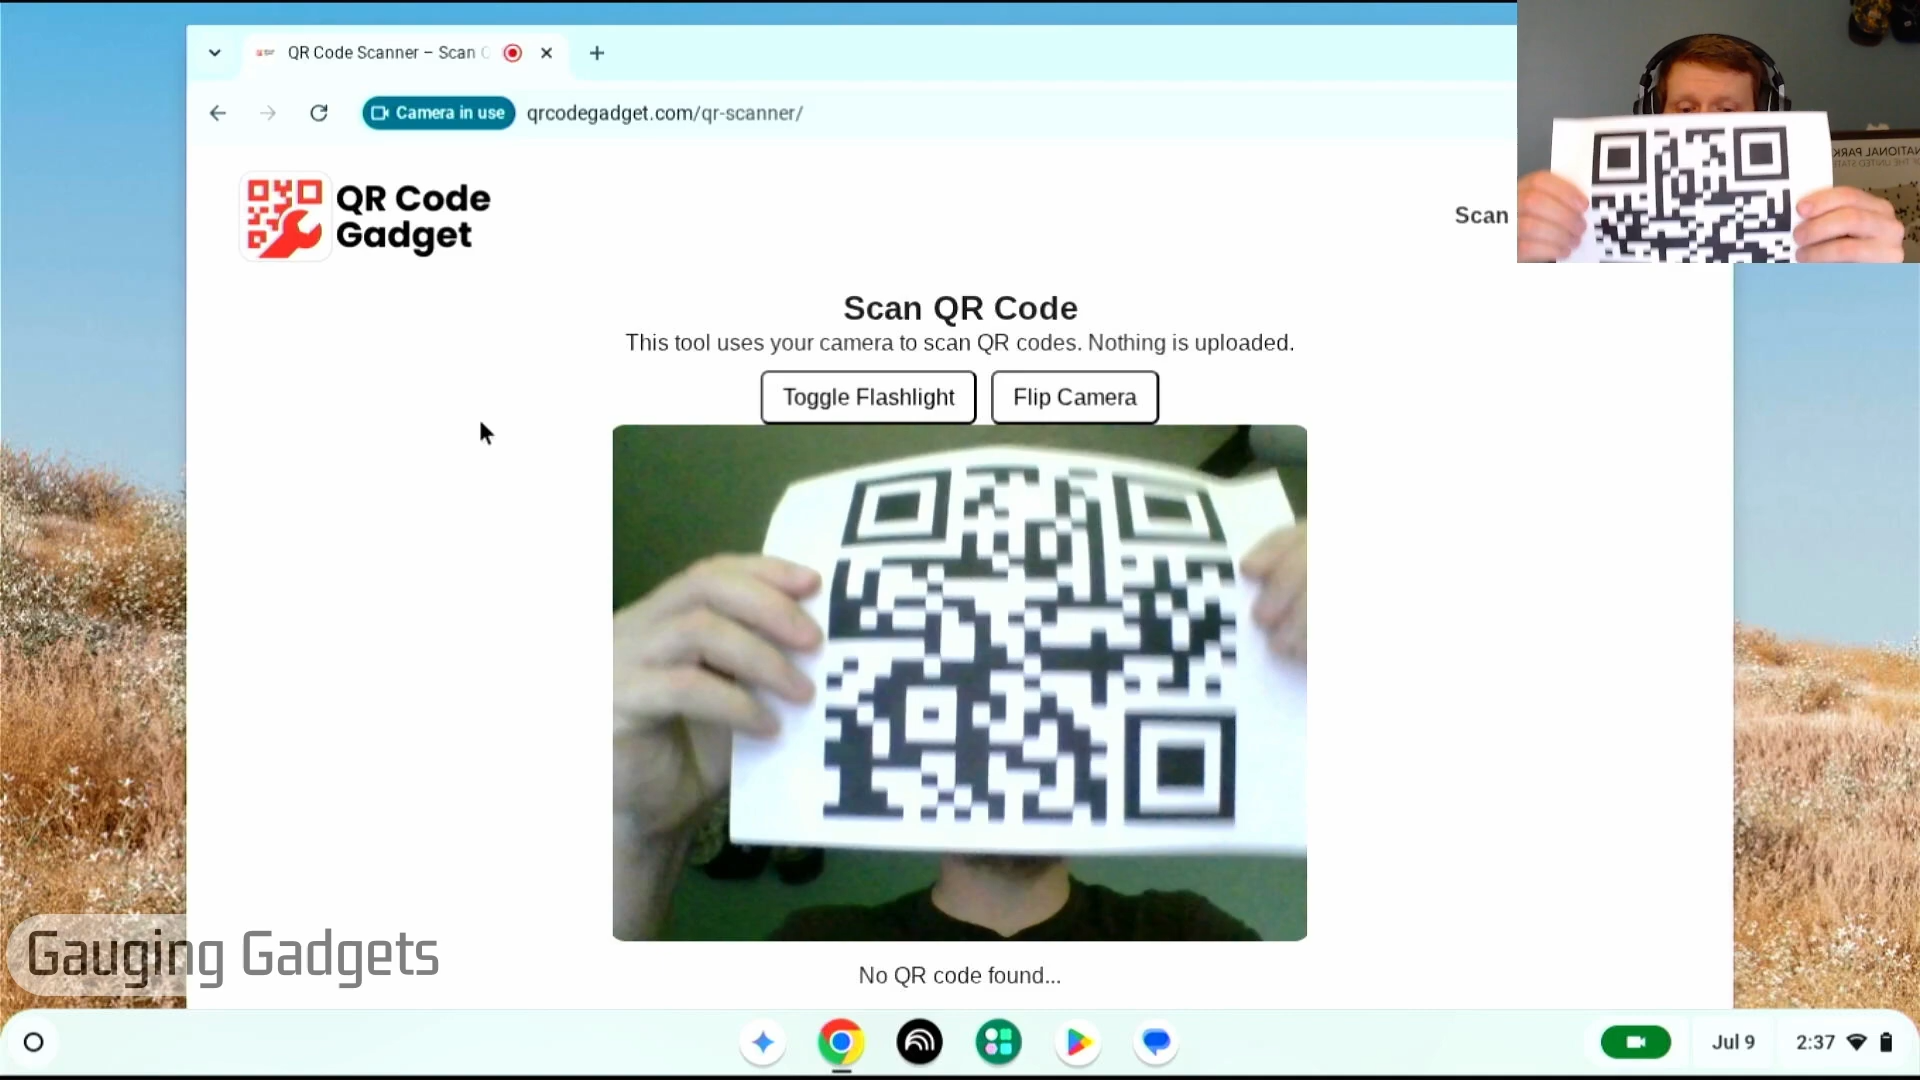 QR Code Scanner – Scan
Camera in use
qrcodegadget.com/qr-scanner/
QR Code
Gadget
Scan
NATIONAL PARK
Scan QR Code
This tool uses your camera to scan QR codes. Nothing is uploaded.
Toggle Flashlight
Flip Camera
No QR code found...
Gauging Gadgets
Jul 9
2:37